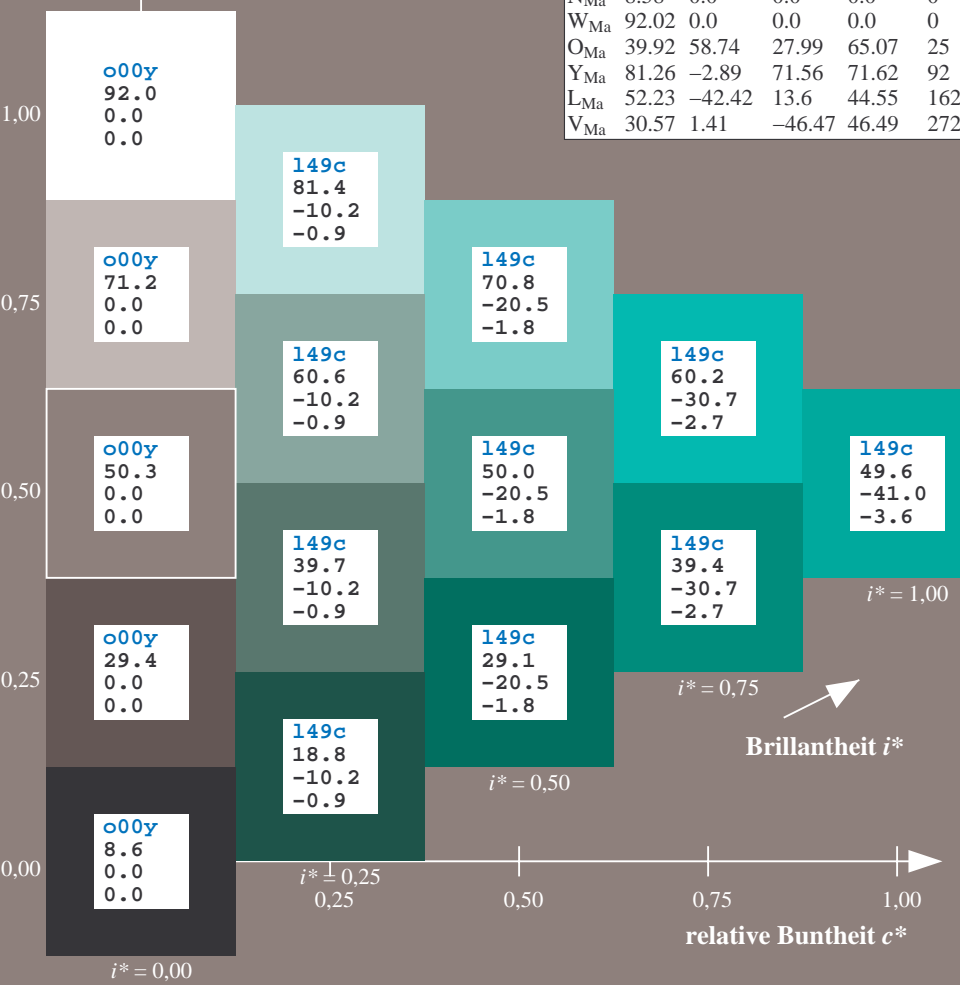 W_Ma 92.02 0.0 0.0 0.0 0
O_Ma 39.92 58.74 27.99 65.07 25
Y_Ma 81.26 −2.89 71.56 71.62 92
L_Ma 52.23 −42.42 13.6 44.55 162
V_Ma 30.57 1.41 −46.47 46.49 272
o00y
92.0
0.0
0.0
1,00
l49c
81.4
-10.2
-0.9
o00y
71.2
0.0
0.0
l49c
70.8
-20.5
-1.8
0,75
l49c
60.6
-10.2
-0.9
l49c
60.2
-30.7
-2.7
o00y
50.3
0.0
0.0
l49c
50.0
-20.5
-1.8
l49c
49.6
-41.0
-3.6
0,50
l49c
39.7
-10.2
-0.9
l49c
39.4
-30.7
-2.7
i* = 1,00
o00y
29.4
0.0
0.0
l49c
29.1
-20.5
-1.8
0,25
i* = 0,75
l49c
18.8
-10.2
-0.9
Brillantheit i*
i* = 0,50
o00y
8.6
0.0
0.0
0,00
i* = 0,25
0,25 0,50 0,75 1,00
relative Buntheit c*
i* = 0,00